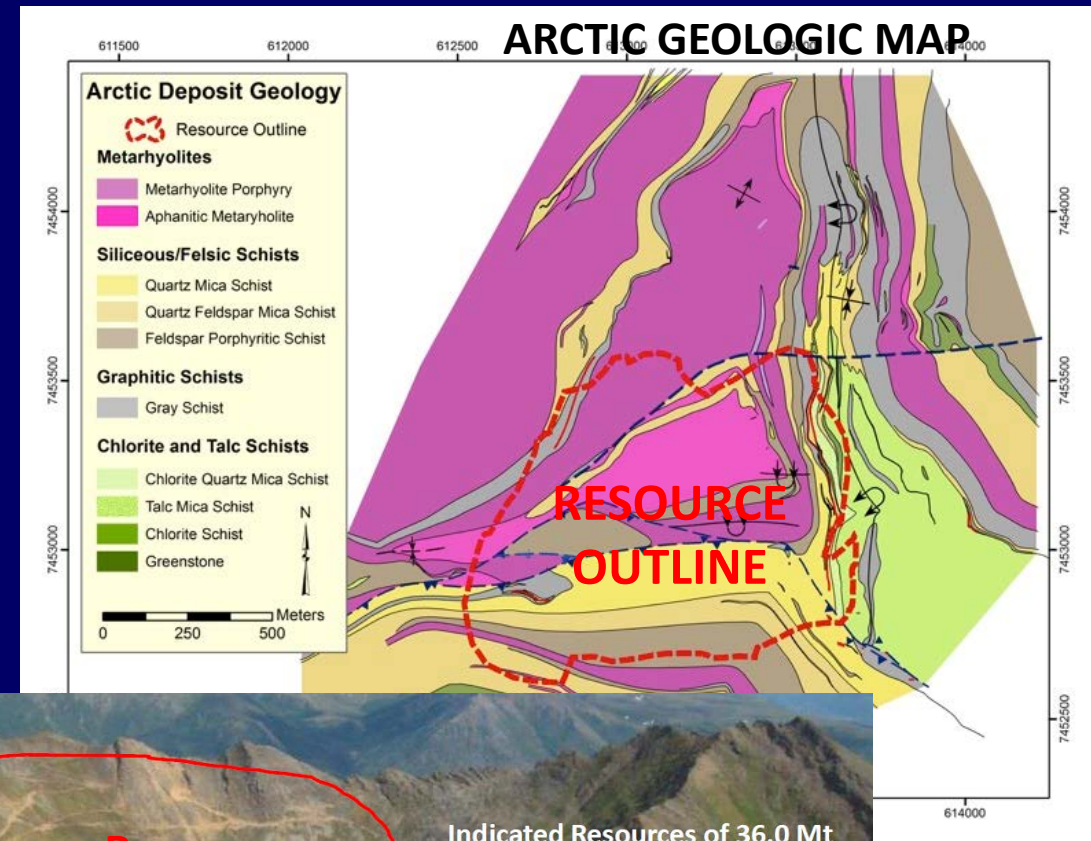 ARCTIC GEOLOGIC MAP
611500 612000 612500 614000
Arctic Deposit Geology
Resource Outline
Metarhyolites
Metarhyolite Porphyry
Aphanitic Metaryholite
Siliceous/Felsic Schists
Quartz Mica Schist
Quartz Feldspar Mica Schist
Feldspar Porphyritic Schist
Graphitic Schists
Gray Schist
Chlorite and Talc Schists
Chlorite Quartz Mica Schist
Talc Mica Schist
Chlorite Schist
Greenstone
N
Meters
0 250 500
7454000
7453500
7453000
7454000
7453500
7453000
7452500
RESOURCE
OUTLINE
614000
Indicated Resources of 36.0 Mt